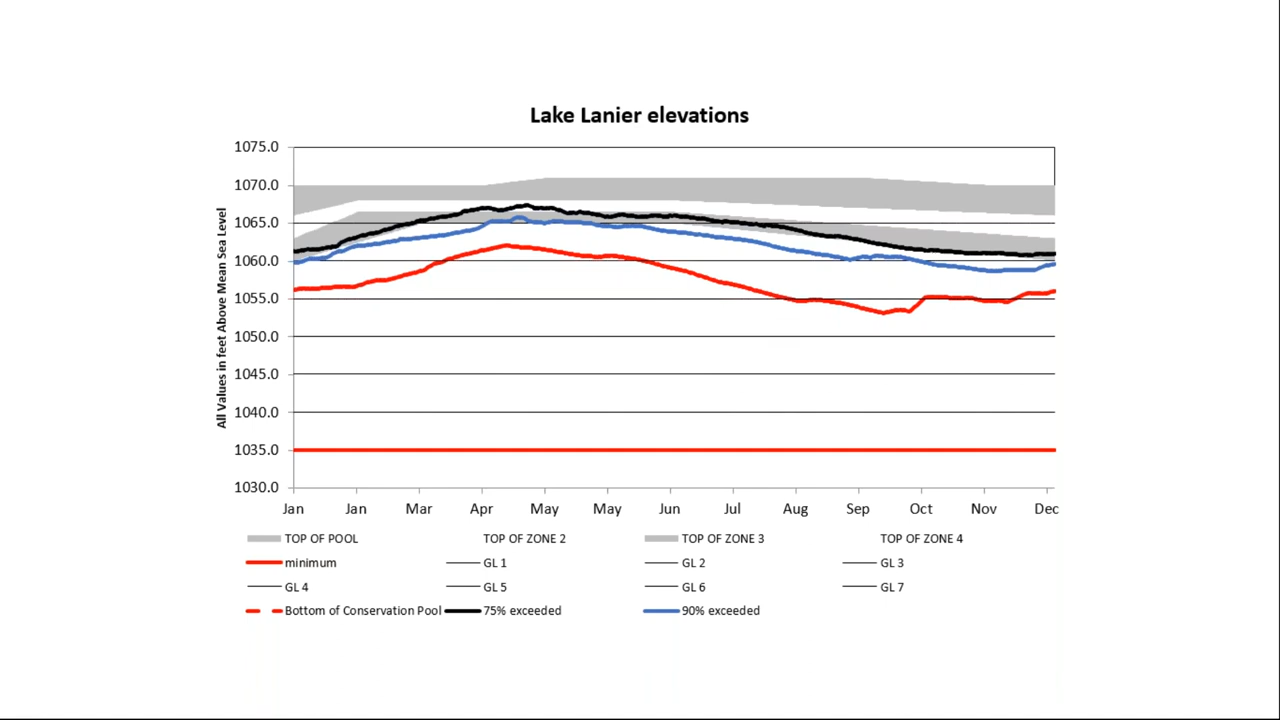 Lake Lanier elevations
All Values in feet Above Mean Sea Level
1075.0
1070.0
1065.0
1060.0
1055.0
1050.0
1045.0
1040.0
1035.0
1030.0
Jan Jan Mar Apr May May Jun Jul Aug Sep Oct Nov Dec
TOP OF POOL TOP OF ZONE 2 TOP OF ZONE 3 TOP OF ZONE 4
minimum GL 1 GL 2 GL 3
GL 4 GL 5 GL 6 GL 7
Bottom of Conservation Pool 75% exceeded 90% exceeded